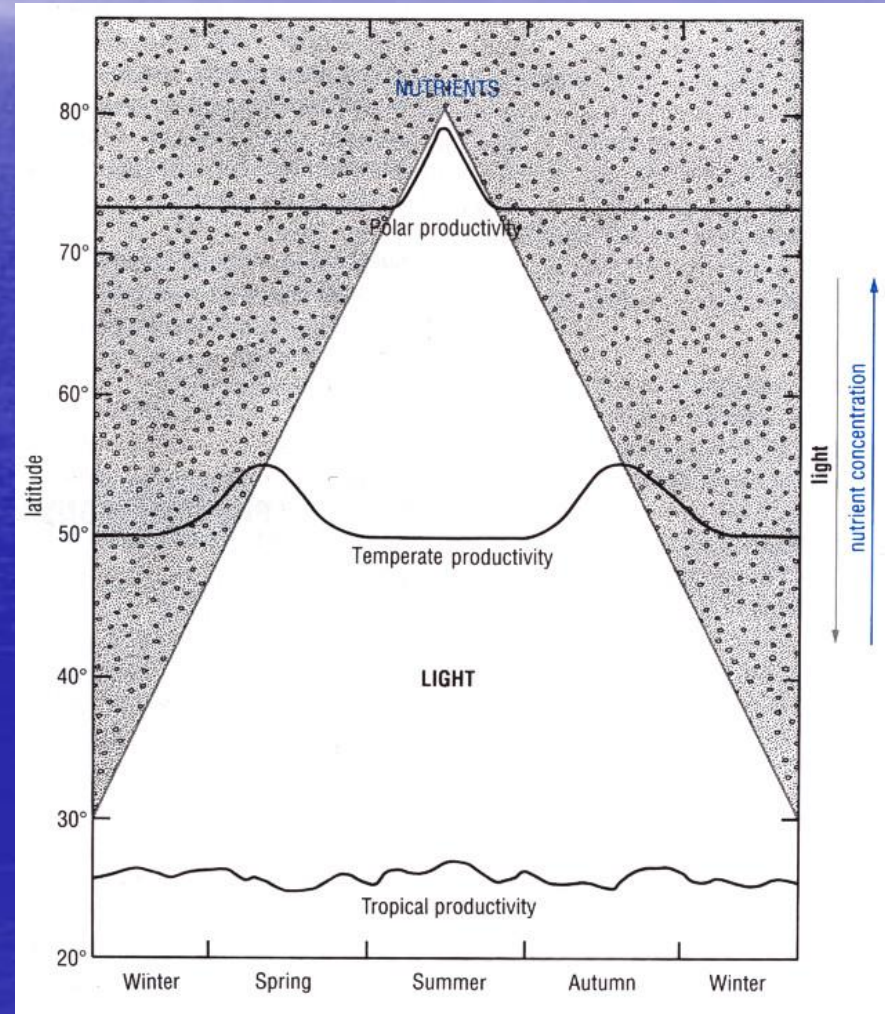 NUTRIENTS
80°
Polar productivity
70°
60°
latitude
light
nutrient concentration
50°
Temperate productivity
LIGHT
40°
30°
Tropical productivity
20°
Winter
Spring
Summer
Autumn
Winter